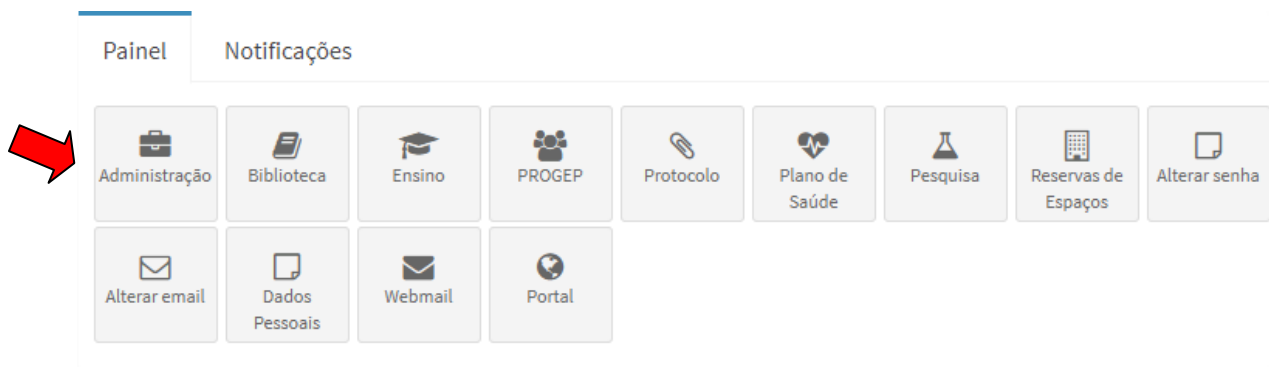 Painel Notificações
Administração Biblioteca Ensino PROGEP Protocolo Plano de Saúde Pesquisa Reservas de Espaços Alterar senha
Alterar email Dados Pessoais Webmail Portal